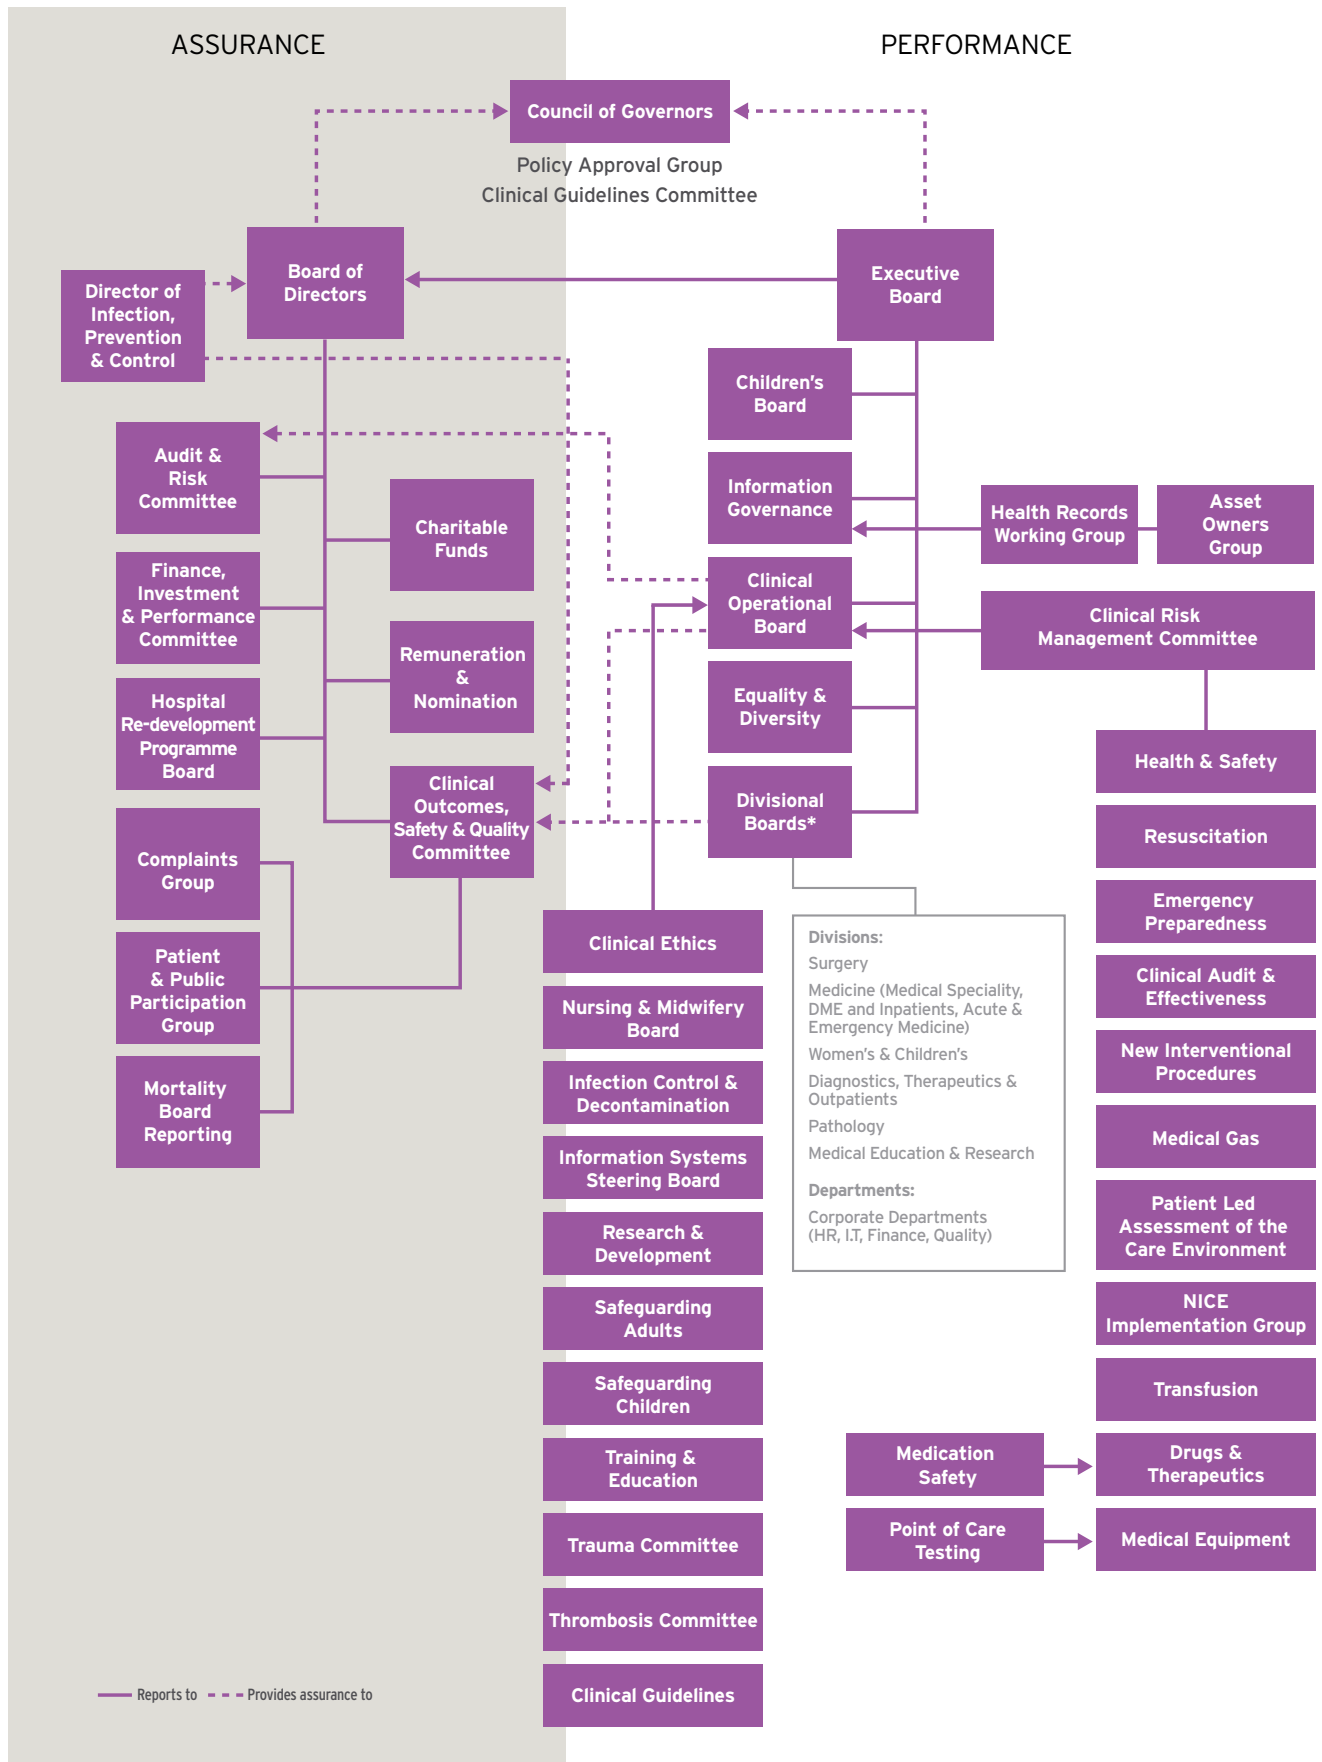 ASSURANCE
PERFORMANCE
Council of Governors
Policy Approval Group
Clinical Guidelines Committee
Board of
Directors
Executive
Board
Director of
Infection,
Prevention
& Control
Children's
Board
Audit &
Risk
Committee
Information
Governance
Charitable
Funds
Health Records
Working Group
Asset
Owners
Group
Finance,
Investment
& Performance
Committee
Clinical
Operational
Board
Clinical Risk
Management Committee
Remuneration
&
Nomination
Hospital
Re-development
Programme
Board
Equality &
Diversity
Clinical
Outcomes,
Safety & Quality
Committee
Divisional
Boards*
Complaints
Group
Patient
& Public
Participation
Group
Mortality
Board
Reporting
Clinical Ethics
Nursing & Midwifery
Board
Infection Control &
Decontamination
Information Systems
Steering Board
Research &
Development
Safeguarding
Adults
Safeguarding
Children
Training &
Education
Trauma Committee
Thrombosis Committee
Clinical Guidelines
Divisions:
Surgery
Medicine (Medical Speciality,
DME and Inpatients, Acute &
Emergency Medicine)
Women's & Children's
Diagnostics, Therapeutics &
Outpatients
Pathology
Medical Education & Research
Departments:
Corporate Departments
(HR, I.T, Finance, Quality)
Health & Safety
Resuscitation
Emergency
Preparedness
Clinical Audit &
Effectiveness
New Interventional
Procedures
Medical Gas
Patient Led
Assessment of the
Care Environment
NICE
Implementation Group
Transfusion
Medication
Safety
Drugs &
Therapeutics
Point of Care
Testing
Medical Equipment
Reports to
Provides assurance to